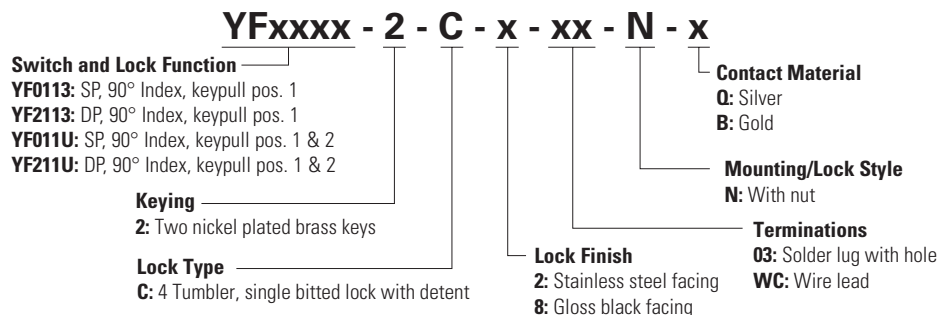 YFxxxx - 2 - C - x - xx - N - x
Switch and Lock Function
YF0113: SP, 90° Index, keypull pos. 1
YF2113: DP, 90° Index, keypull pos. 1
YF011U: SP, 90° Index, keypull pos. 1 & 2
YF211U: DP, 90° Index, keypull pos. 1 & 2
Keying
2: Two nickel plated brass keys
Lock Type
C: 4 Tumbler, single bitted lock with detent
Lock Finish
2: Stainless steel facing
8: Gloss black facing
Terminations
03: Solder lug with hole
WC: Wire lead
Mounting/Lock Style
N: With nut
Contact Material
Q: Silver
B: Gold